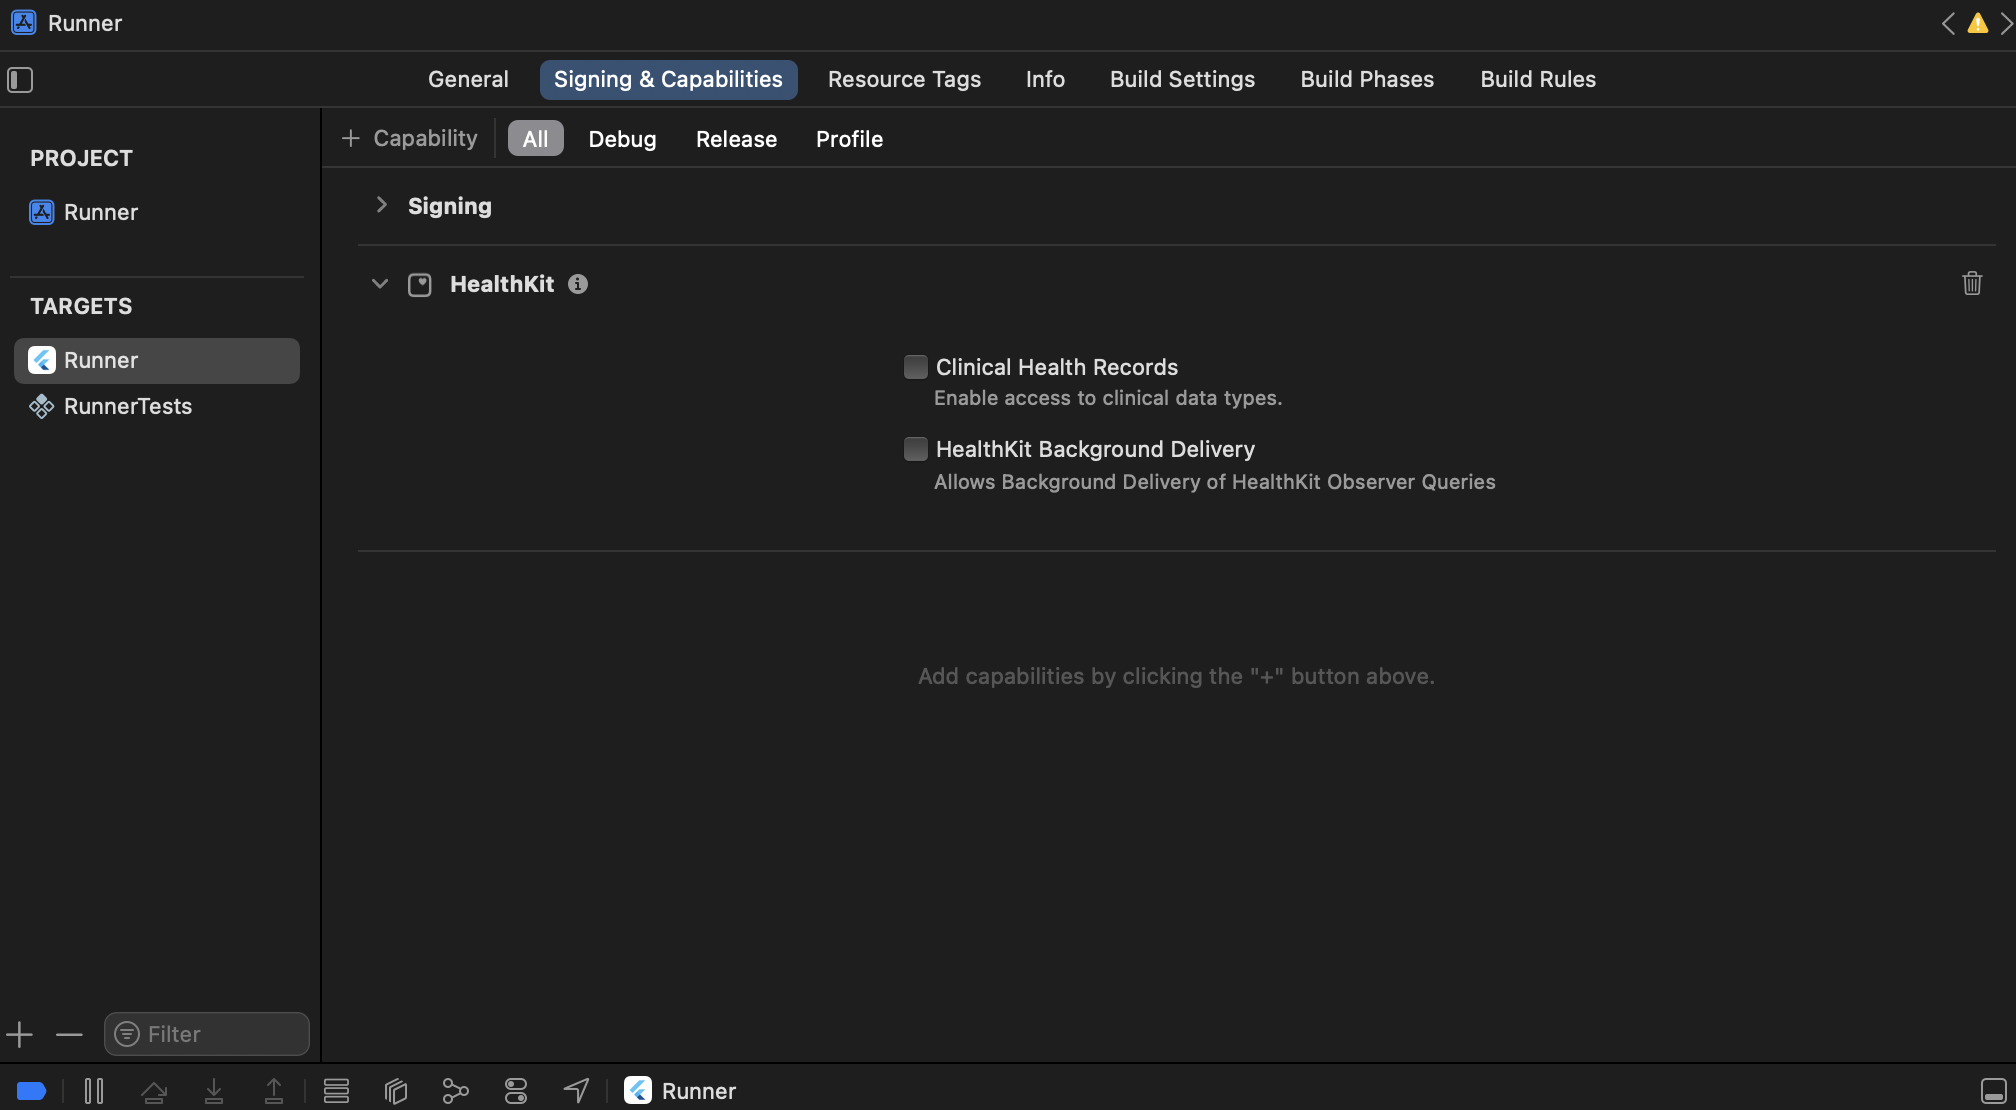 Runner
General Signing & Capabilities Resource Tags Info Build Settings Build Phases Build Rules
PROJECT
Runner
TARGETS
Runner
RunnerTests
Filter
+ Capability All Debug Release Profile
Signing
HealthKit
Clinical Health Records
Enable access to clinical data types.
HealthKit Background Delivery
Allows Background Delivery of HealthKit Observer Queries
Add capabilities by clicking the "+" button above.
Runner